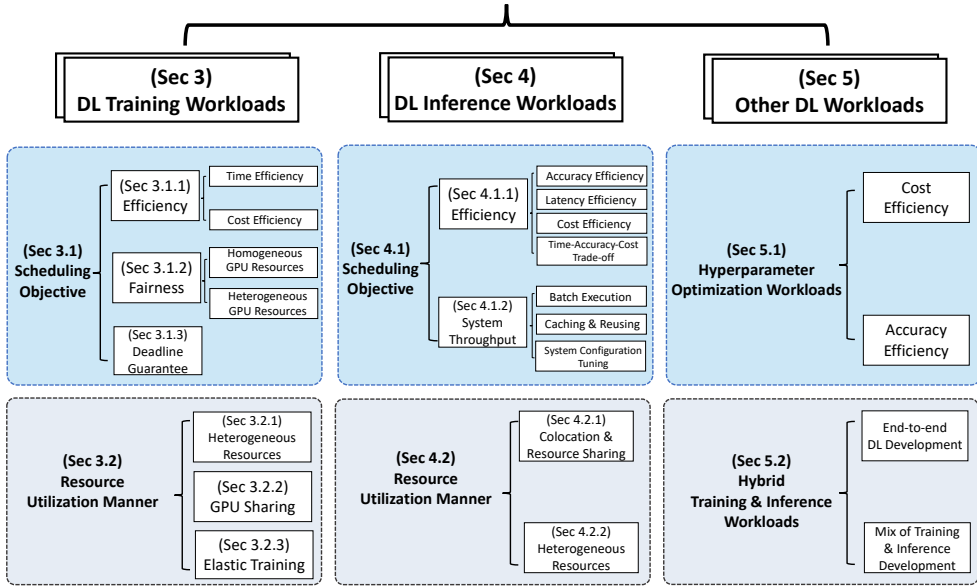 (Sec 3)
DL Training Workloads
(Sec 4)
DL Inference Workloads
(Sec 5)
Other DL Workloads
(Sec 3.1)
Scheduling
Objective
(Sec 3.1.1)
Efficiency
Time Efficiency
Cost Efficiency
(Sec 3.1.2)
Fairness
Homogeneous
GPU Resources
Heterogeneous
GPU Resources
(Sec 3.1.3)
Deadline
Guarantee
(Sec 4.1)
Scheduling
Objective
(Sec 4.1.1)
Efficiency
Accuracy Efficiency
Latency Efficiency
Cost Efficiency
Time-Accuracy-Cost
Trade-off
(Sec 4.1.2)
System
Throughput
Batch Execution
Caching & Reusing
System Configuration
Tuning
(Sec 5.1)
Hyperparameter
Optimization Workloads
Cost
Efficiency
Accuracy
Efficiency
(Sec 3.2)
Resource
Utilization Manner
(Sec 3.2.1)
Heterogeneous
Resources
(Sec 3.2.2)
GPU Sharing
(Sec 3.2.3)
Elastic Training
(Sec 4.2)
Resource
Utilization Manner
(Sec 4.2.1)
Colocation &
Resource Sharing
(Sec 4.2.2)
Heterogeneous
Resources
(Sec 5.2)
Hybrid
Training & Inference
Workloads
End-to-end
DL Development
Mix of Training
& Inference
Development